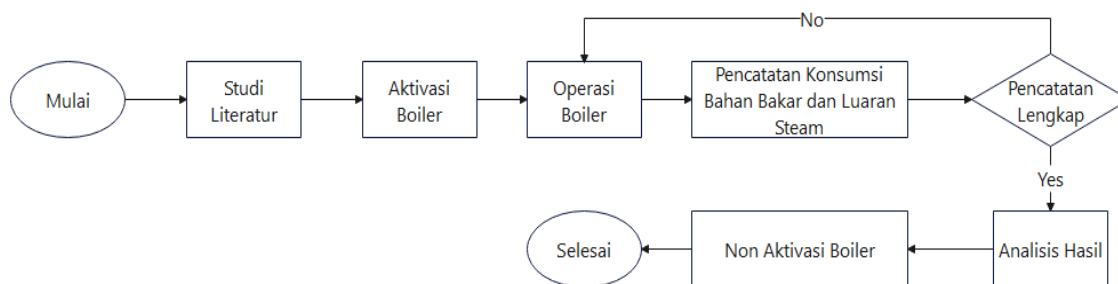 No
Mulai
Studi
Literatur
Aktivasi
Boiler
Operasi
Boiler
Pencatatan Konsumsi
Bahan Bakar dan Luaran
Steam
Pencatatan
Lengkap
Yes
Selesai
Non Aktivasi Boiler
Analisis Hasil